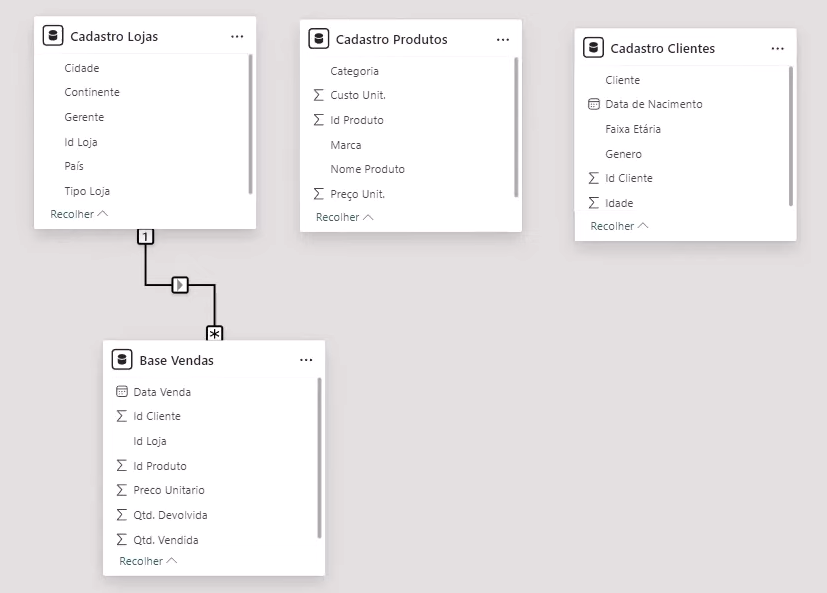 Cadastro Lojas
Cidade
Continente
Gerente
Id Loja
País
Tipo Loja
Recolher
Cadastro Produtos
Categoria
Custo Unit.
Id Produto
Marca
Nome Produto
Preço Unit.
Recolher
Cadastro Clientes
Cliente
Data de Nacimento
Faixa Etária
Genero
Id Cliente
Idade
Recolher
1
*
Base Vendas
Data Venda
Id Cliente
Id Loja
Id Produto
Preco Unitario
Qtd. Devolvida
Qtd. Vendida
Recolher